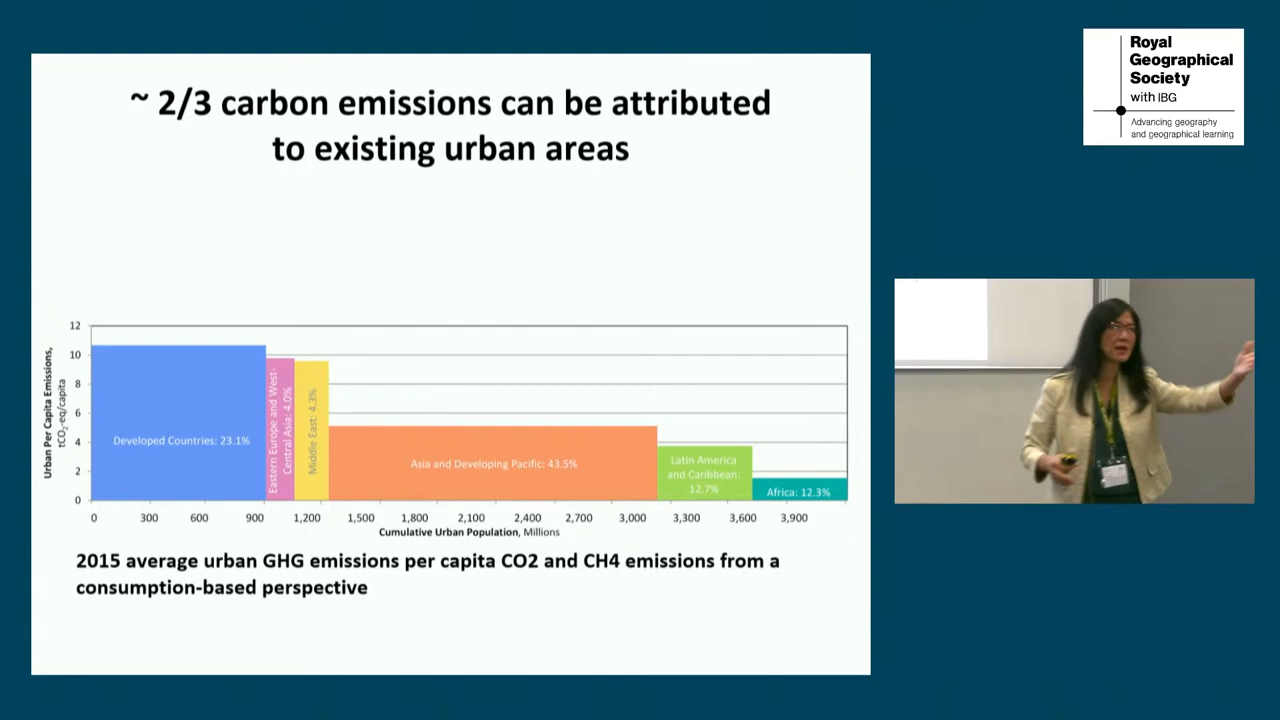 ~ 2/3 carbon emissions can be attributed
to existing urban areas
Urban Per Capita Emissions,
tCO₂-eq/capita
12
10
8
6
4
2
0
Developed Countries: 23.1%
Eastern Europe and West-
Central Asia: 4.0%
Middle East: 4.3%
Asia and Developing Pacific: 43.5%
Latin America
and Caribbean:
12.7%
Africa: 12.3%
0 300 600 900 1,200 1,500 1,800 2,100 2,400 2,700 3,000 3,300 3,600 3,900
Cumulative Urban Population, Millions
2015 average urban GHG emissions per capita CO2 and CH4 emissions from a
consumption-based perspective
Royal
Geographical
Society
with IBG
Advancing geography
and geographical learning